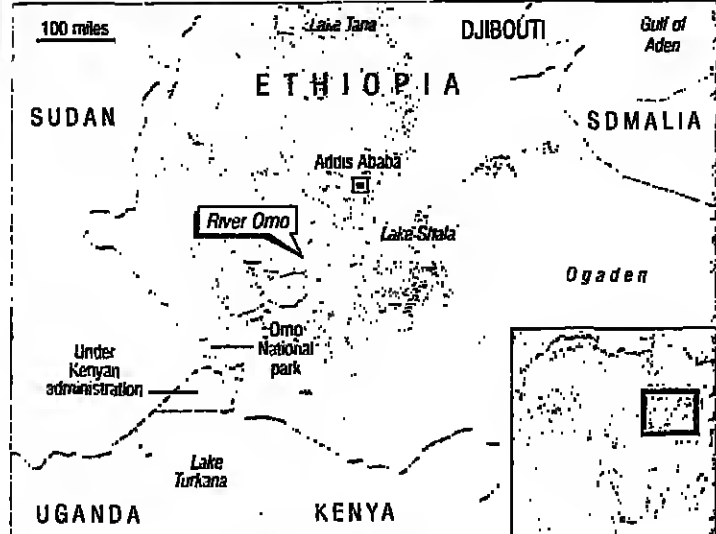 100 miles
Lake Tana
DJIBOUTI
Gulf of
Aden
ETHIOPIA
SUDAN
SDMALIA
Addis Ababa
River Omo
Lake Shala
Ogaden
Omo
National
park
Under
Kenyan
administration
Lake
Turkana
UGANDA
KENYA